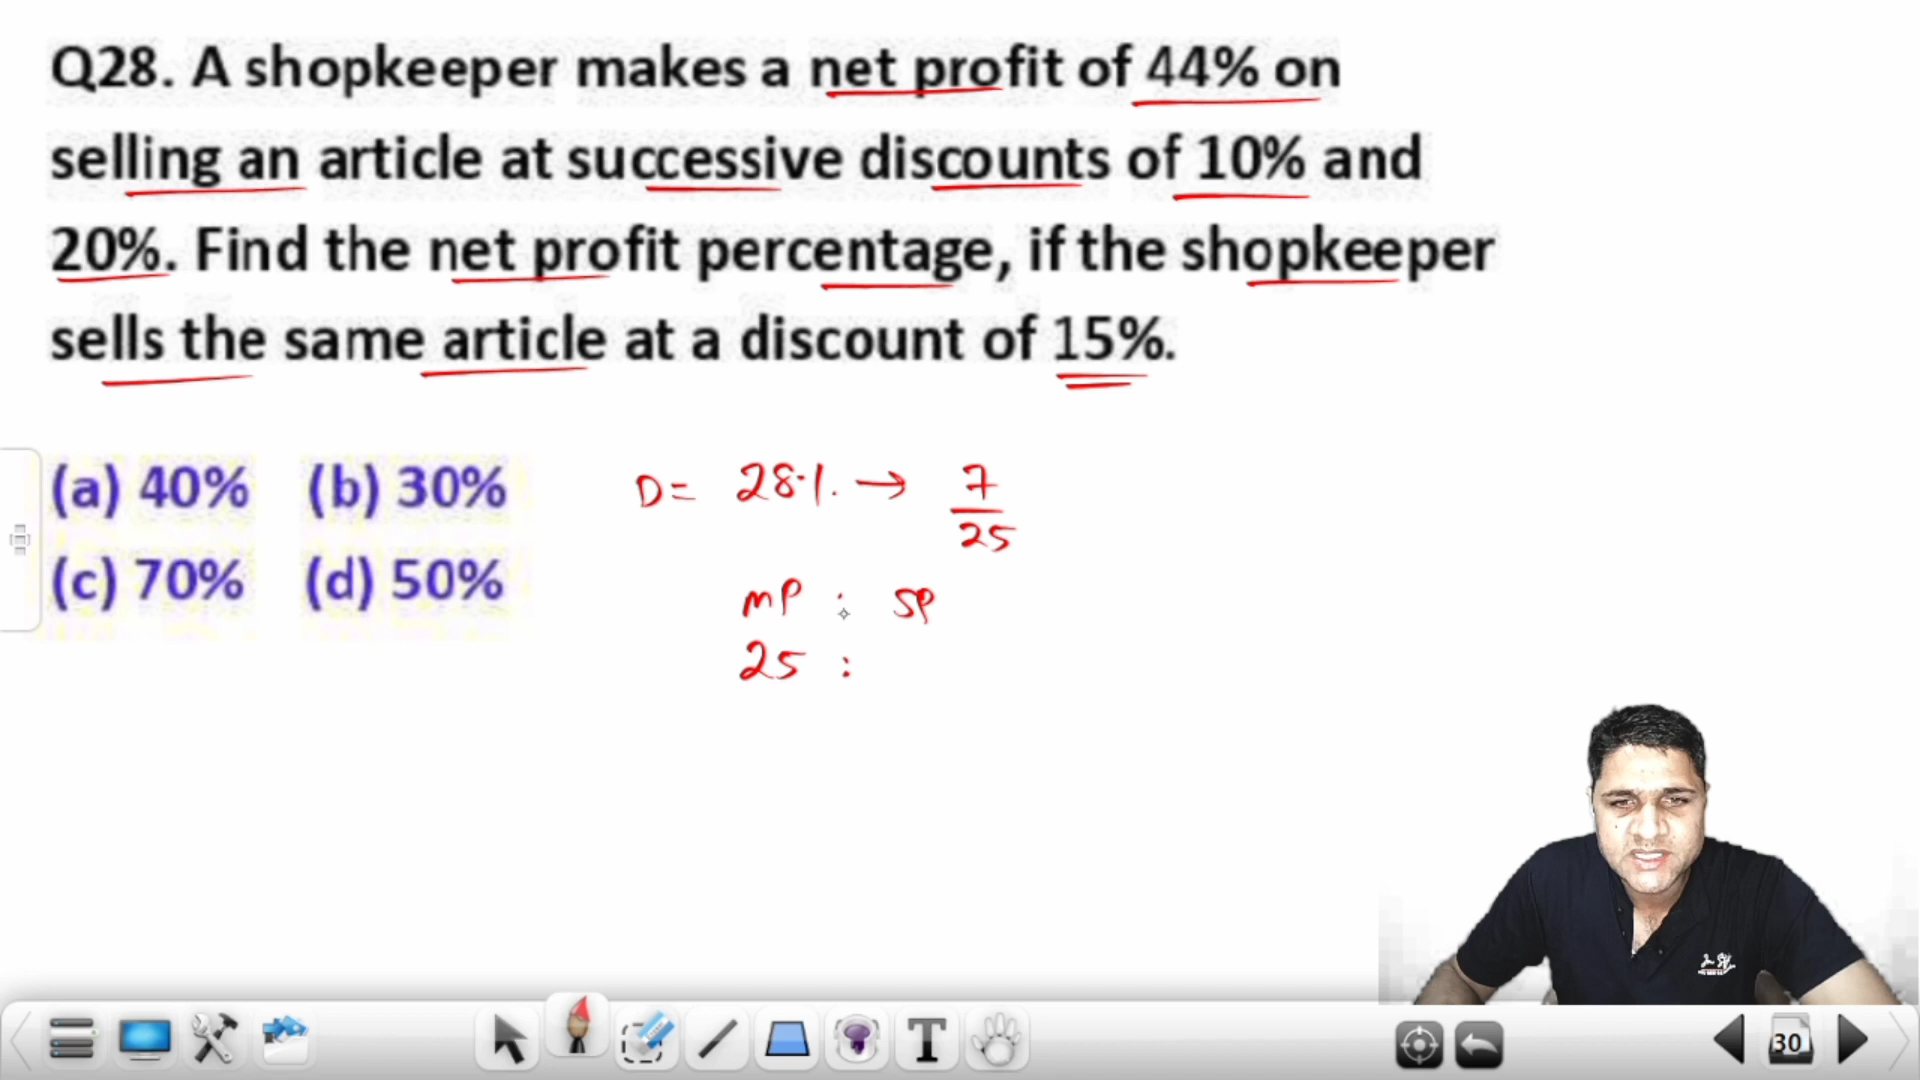 Q28. A shopkeeper makes a net profit of 44% on
selling an article at successive discounts of 10% and
20%. Find the net profit percentage, if the shopkeeper
sells the same article at a discount of 15%.
(a) 40% (b) 30%
(c) 70% (d) 50%
D = 28% → 7/25
MP : SP
25 :
T
30